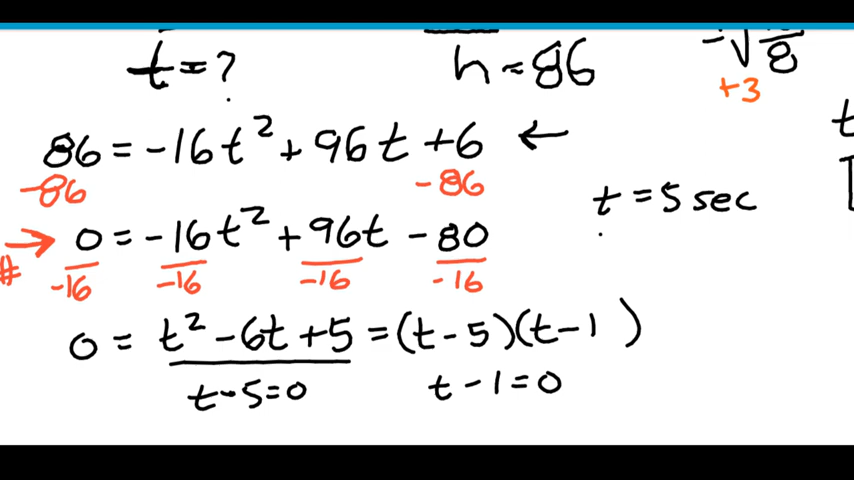 t = ?
h = 86
+3
86 = -16t² + 96t + 6 ←
-86 -86
t = 5 sec
→ 0 = -16t² + 96t - 80
-16 -16 -16 -16
0 = t² - 6t + 5 = (t - 5)(t - 1)
t - 5 = 0 t - 1 = 0